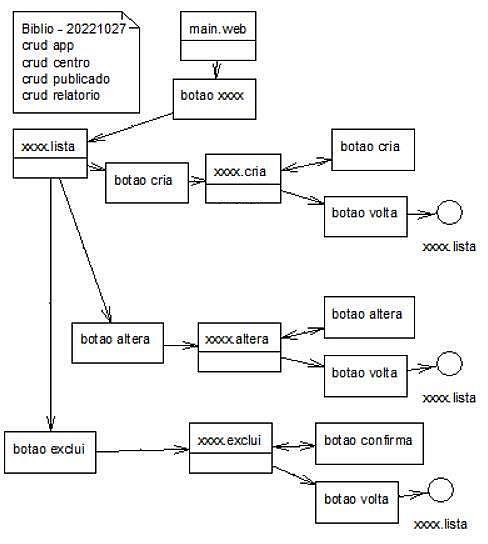 Biblio - 20221027
crud app
crud centro
crud publicado
crud relatorio
main.web
botao xxxx
xxxx.lista
botao cria
xxxx.cria
botao cria
botao volta
xxxx.lista
botao altera
xxxx.altera
botao altera
botao volta
xxxx.lista
botao exclui
xxxx.exclui
botao confirma
botao volta
xxxx.lista